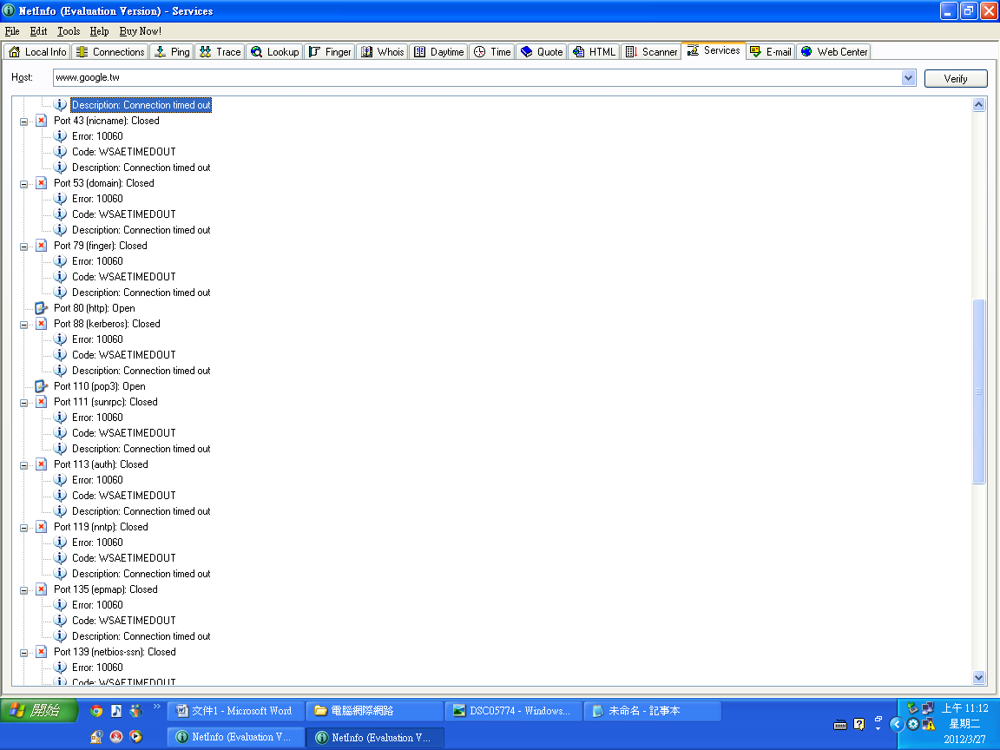 NetInfo (Evaluation Version) - Services
File Edit Tools Help Buy Now!
Local Info Connections Ping Trace Lookup Finger Whois Daytime Time Quote HTML Scanner Services E-mail Web Center
Host: www.google.tw Verify
Description: Connection timed out
Port 43 (nicname): Closed
Error: 10060
Code: WSAETIMEDOUT
Description: Connection timed out
Port 53 (domain): Closed
Error: 10060
Code: WSAETIMEDOUT
Description: Connection timed out
Port 79 (finger): Closed
Error: 10060
Code: WSAETIMEDOUT
Description: Connection timed out
Port 80 (http): Open
Port 88 (kerberos): Closed
Error: 10060
Code: WSAETIMEDOUT
Description: Connection timed out
Port 110 (pop3): Open
Port 111 (sunrpc): Closed
Error: 10060
Code: WSAETIMEDOUT
Description: Connection timed out
Port 113 (auth): Closed
Error: 10060
Code: WSAETIMEDOUT
Description: Connection timed out
Port 119 (nntp): Closed
Error: 10060
Code: WSAETIMEDOUT
Description: Connection timed out
Port 135 (epmap): Closed
Error: 10060
Code: WSAETIMEDOUT
Description: Connection timed out
Port 139 (netbios-ssn): Closed
Error: 10060
Code: WSAETIMEDOUT
開始 文件1 - Microsoft Word 電腦網際網路 DSC05774 - Windows... 未命名 - 記事本 上午 11:12
星期二
NetInfo (Evaluation V... NetInfo (Evaluation V... 2012/3/27